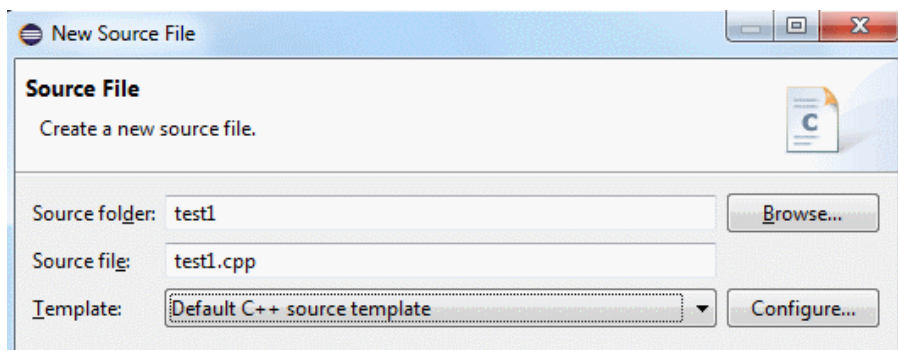 New Source File
Source File
Create a new source file.
C
Source folder: test1 Browse...
Source file: test1.cpp
Template: Default C++ source template Configure...